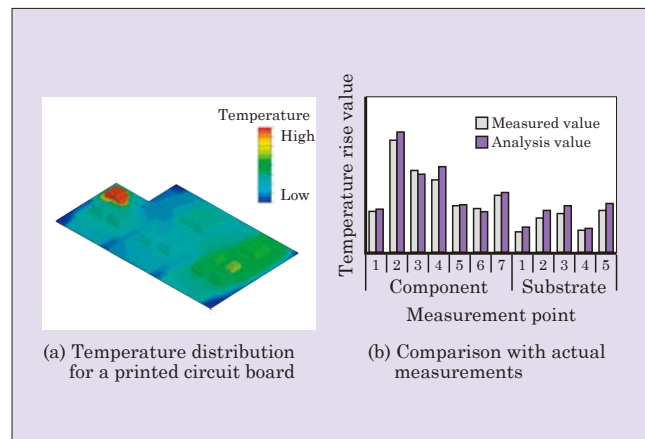 Temperature
High
Low
(a) Temperature distribution
for a printed circuit board
Temperature rise value
Measured value
Analysis value
1 2 3 4 5 6 7 1 2 3 4 5
Component Substrate
Measurement point
(b) Comparison with actual
measurements